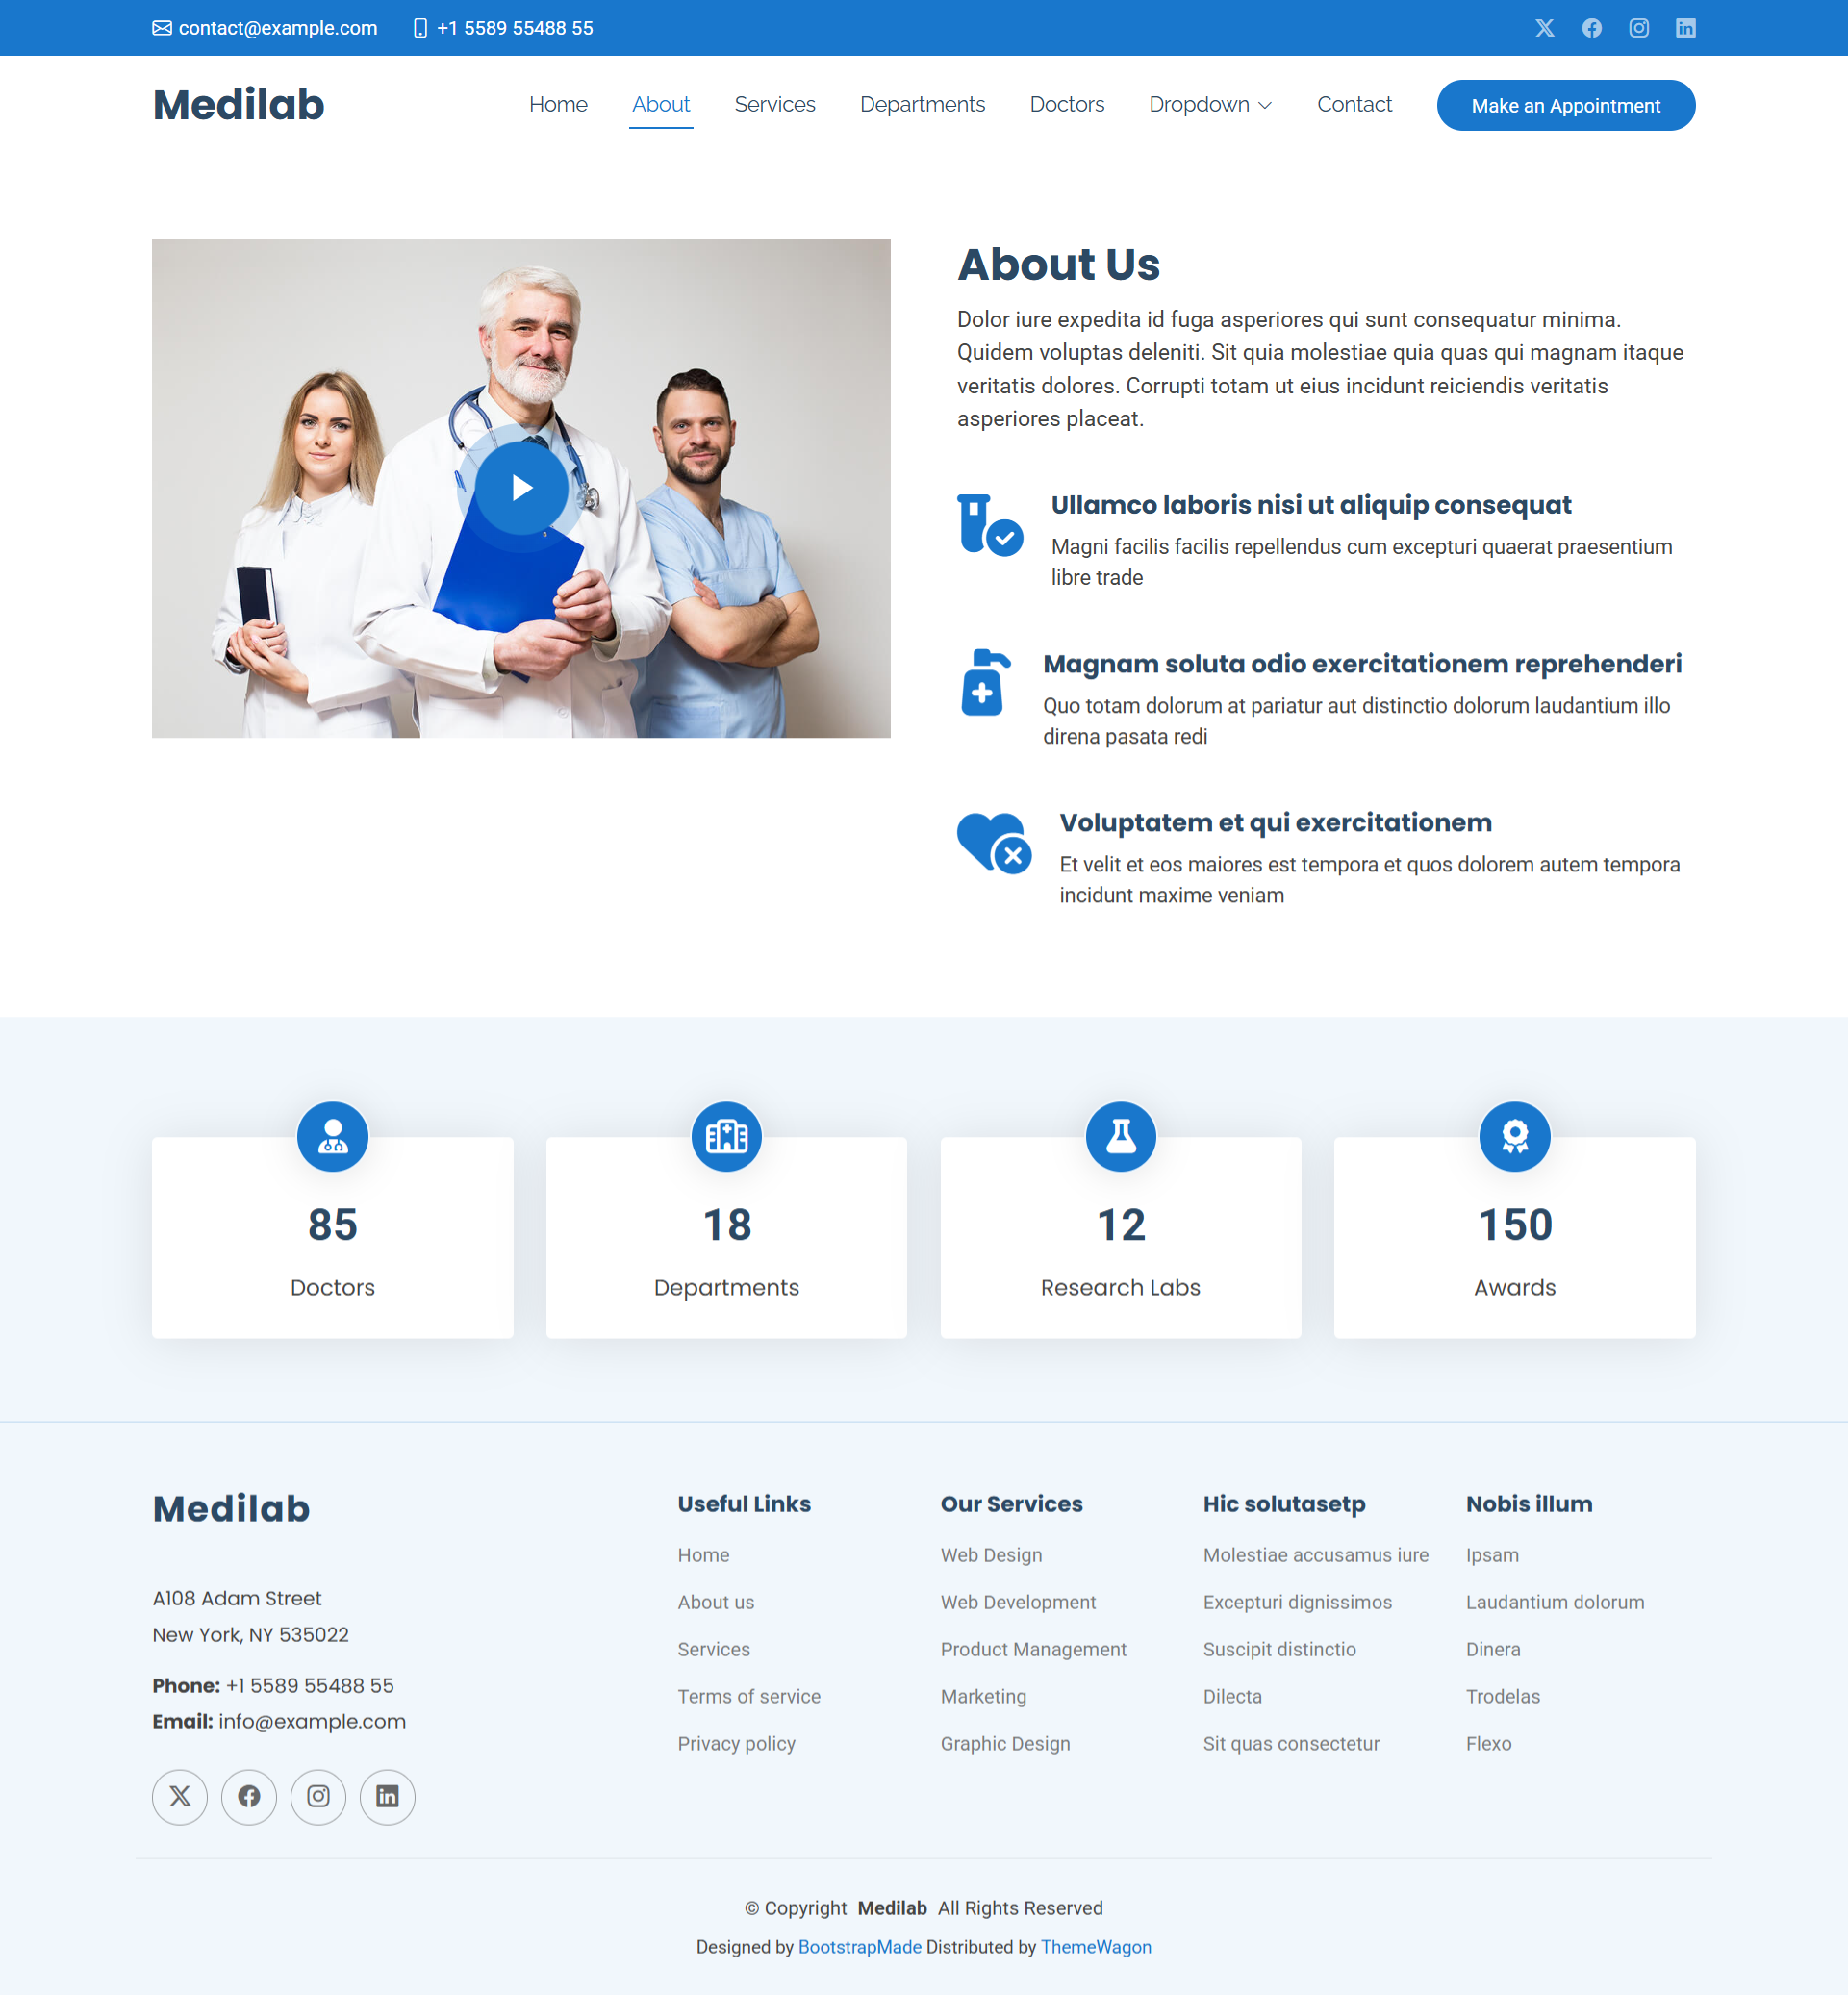 contact@example.com +1 5589 55488 55
Medilab
Home About Services Departments Doctors Dropdown Contact Make an Appointment
About Us
Dolor iure expedita id fuga asperiores qui sunt consequatur minima.
Quidem voluptas deleniti. Sit quia molestiae quia quas qui magnam itaque
veritatis dolores. Corrupti totam ut eius incidunt reiciendis veritatis
asperiores placeat.
Ullamco laboris nisi ut aliquip consequat
Magni facilis facilis repellendus cum excepturi quaerat praesentium
libre trade
Magnam soluta odio exercitationem reprehenderi
Quo totam dolorum at pariatur aut distinctio dolorum laudantium illo
direna pasata redi
Voluptatem et qui exercitationem
Et velit et eos maiores est tempora et quos dolorem autem tempora
incidunt maxime veniam
85
Doctors
18
Departments
12
Research Labs
150
Awards
Medilab
A108 Adam Street
New York, NY 535022
Phone: +1 5589 55488 55
Email: info@example.com
Useful Links
Home
About us
Services
Terms of service
Privacy policy
Our Services
Web Design
Web Development
Product Management
Marketing
Graphic Design
Hic solutasetp
Molestiae accusamus iure
Excepturi dignissimos
Suscipit distinctio
Dilecta
Sit quas consectetur
Nobis illum
Ipsam
Laudantium dolorum
Dinera
Trodelas
Flexo
© Copyright Medilab All Rights Reserved
Designed by BootstrapMade Distributed by ThemeWagon